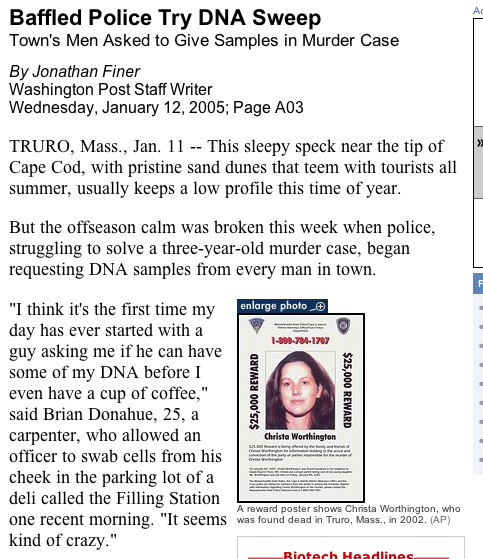 Baffled Police Try DNA Sweep
Town's Men Asked to Give Samples in Murder Case
By Jonathan Finer
Washington Post Staff Writer
Wednesday, January 12, 2005; Page A03
TRURO, Mass., Jan. 11 -- This sleepy speck near the tip of
Cape Cod, with pristine sand dunes that teem with tourists all
summer, usually keeps a low profile this time of year.
But the offseason calm was broken this week when police,
struggling to solve a three-year-old murder case, began
requesting DNA samples from every man in town.
"I think it's the first time my
day has ever started with a
guy asking me if he can have
some of my DNA before I
even have a cup of coffee,"
said Brian Donahue, 25, a
carpenter, who allowed an
officer to swab cells from his
cheek in the parking lot of a
deli called the Filling Station
one recent morning. "It seems
kind of crazy."
enlarge photo
1-800-784-1707
$25,000 REWARD
$25,000 REWARD
Christa Worthington
A reward poster shows Christa Worthington, who
was found dead in Truro, Mass., in 2002. (AP)
Biotech Headlines